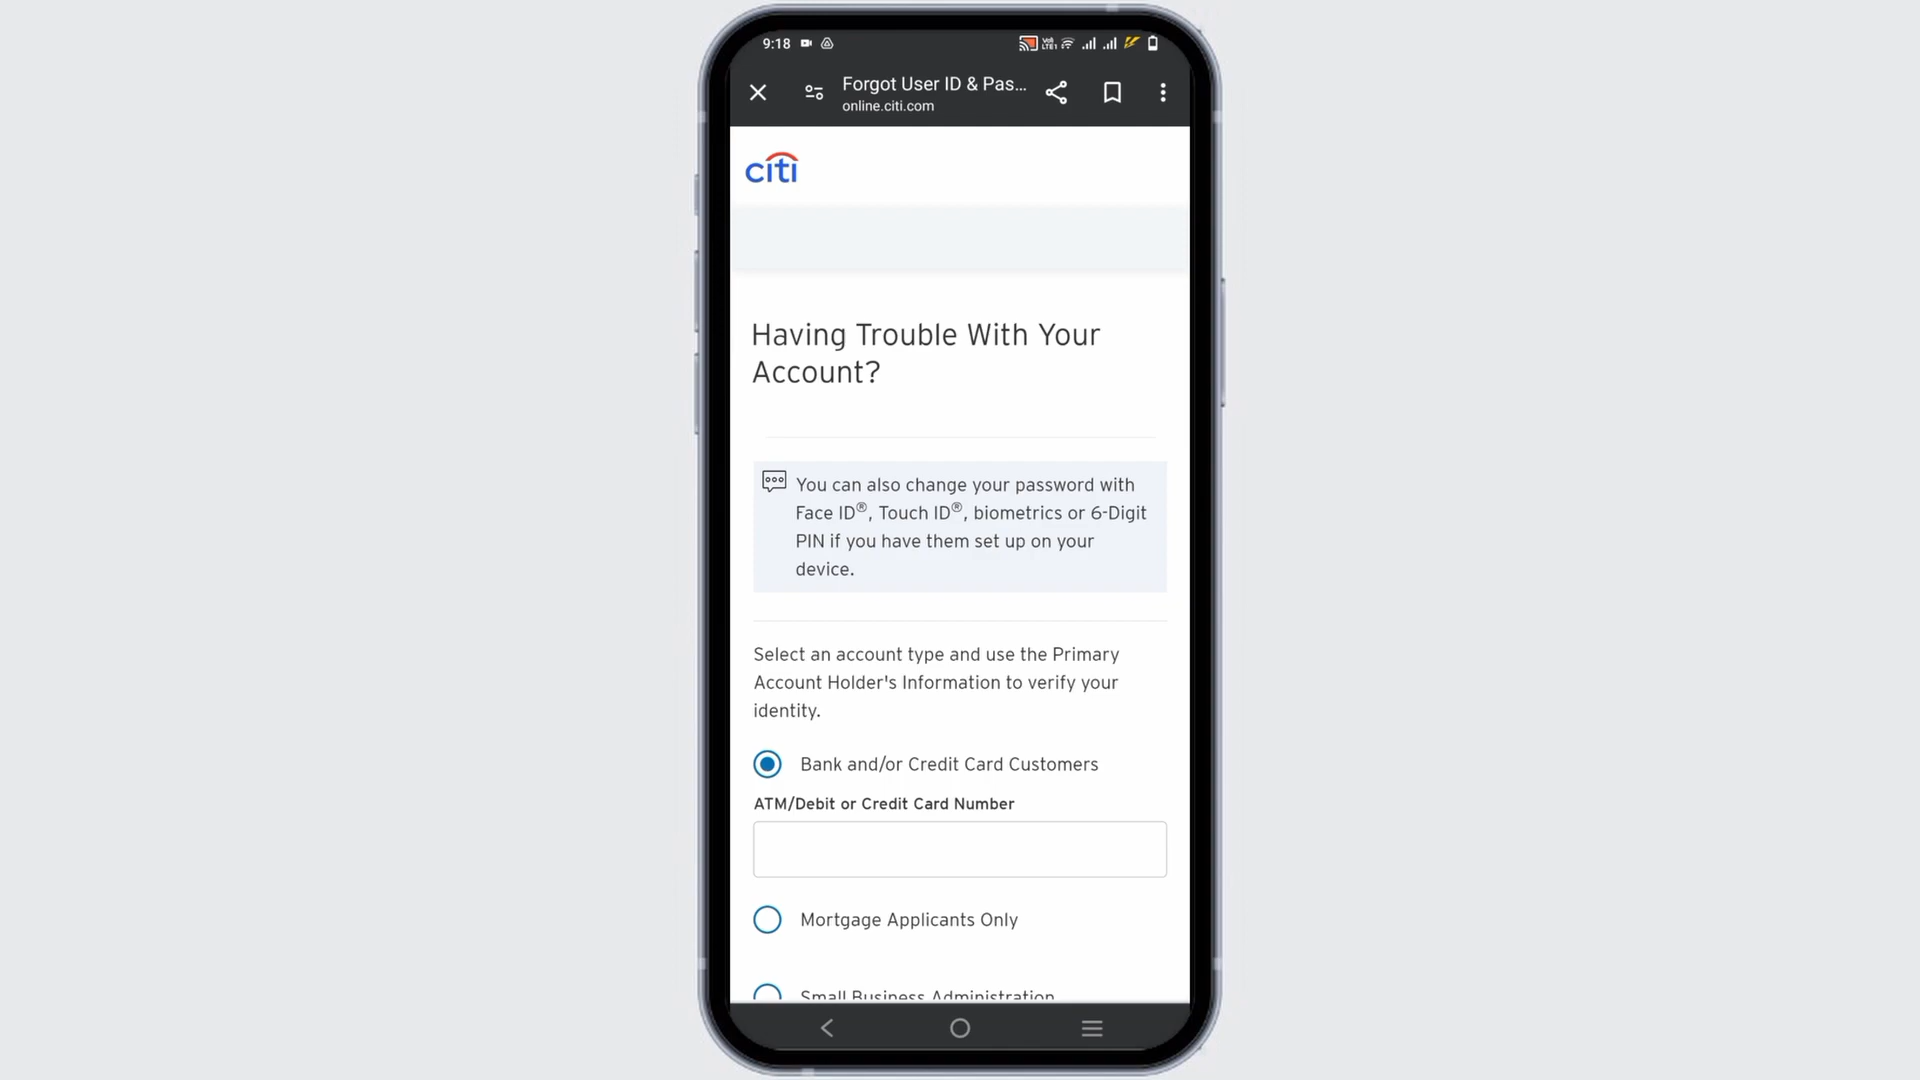 9:18
Forgot User ID & Pas...
online.citi.com
citi
Having Trouble With Your
Account?
You can also change your password with
Face ID®, Touch ID®, biometrics or 6-Digit
PIN if you have them set up on your
device.
Select an account type and use the Primary
Account Holder's Information to verify your
identity.
Bank and/or Credit Card Customers
ATM/Debit or Credit Card Number
Mortgage Applicants Only
Small Business Administration